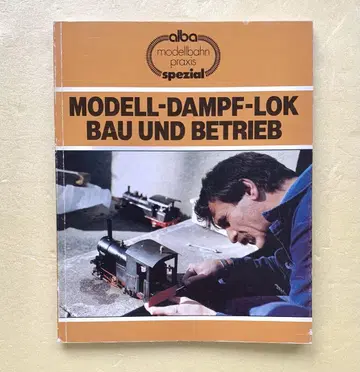 alba
modellbahn
praxis
spezial
MODELL-DAMPF-LOK
BAU UND BETRIEB